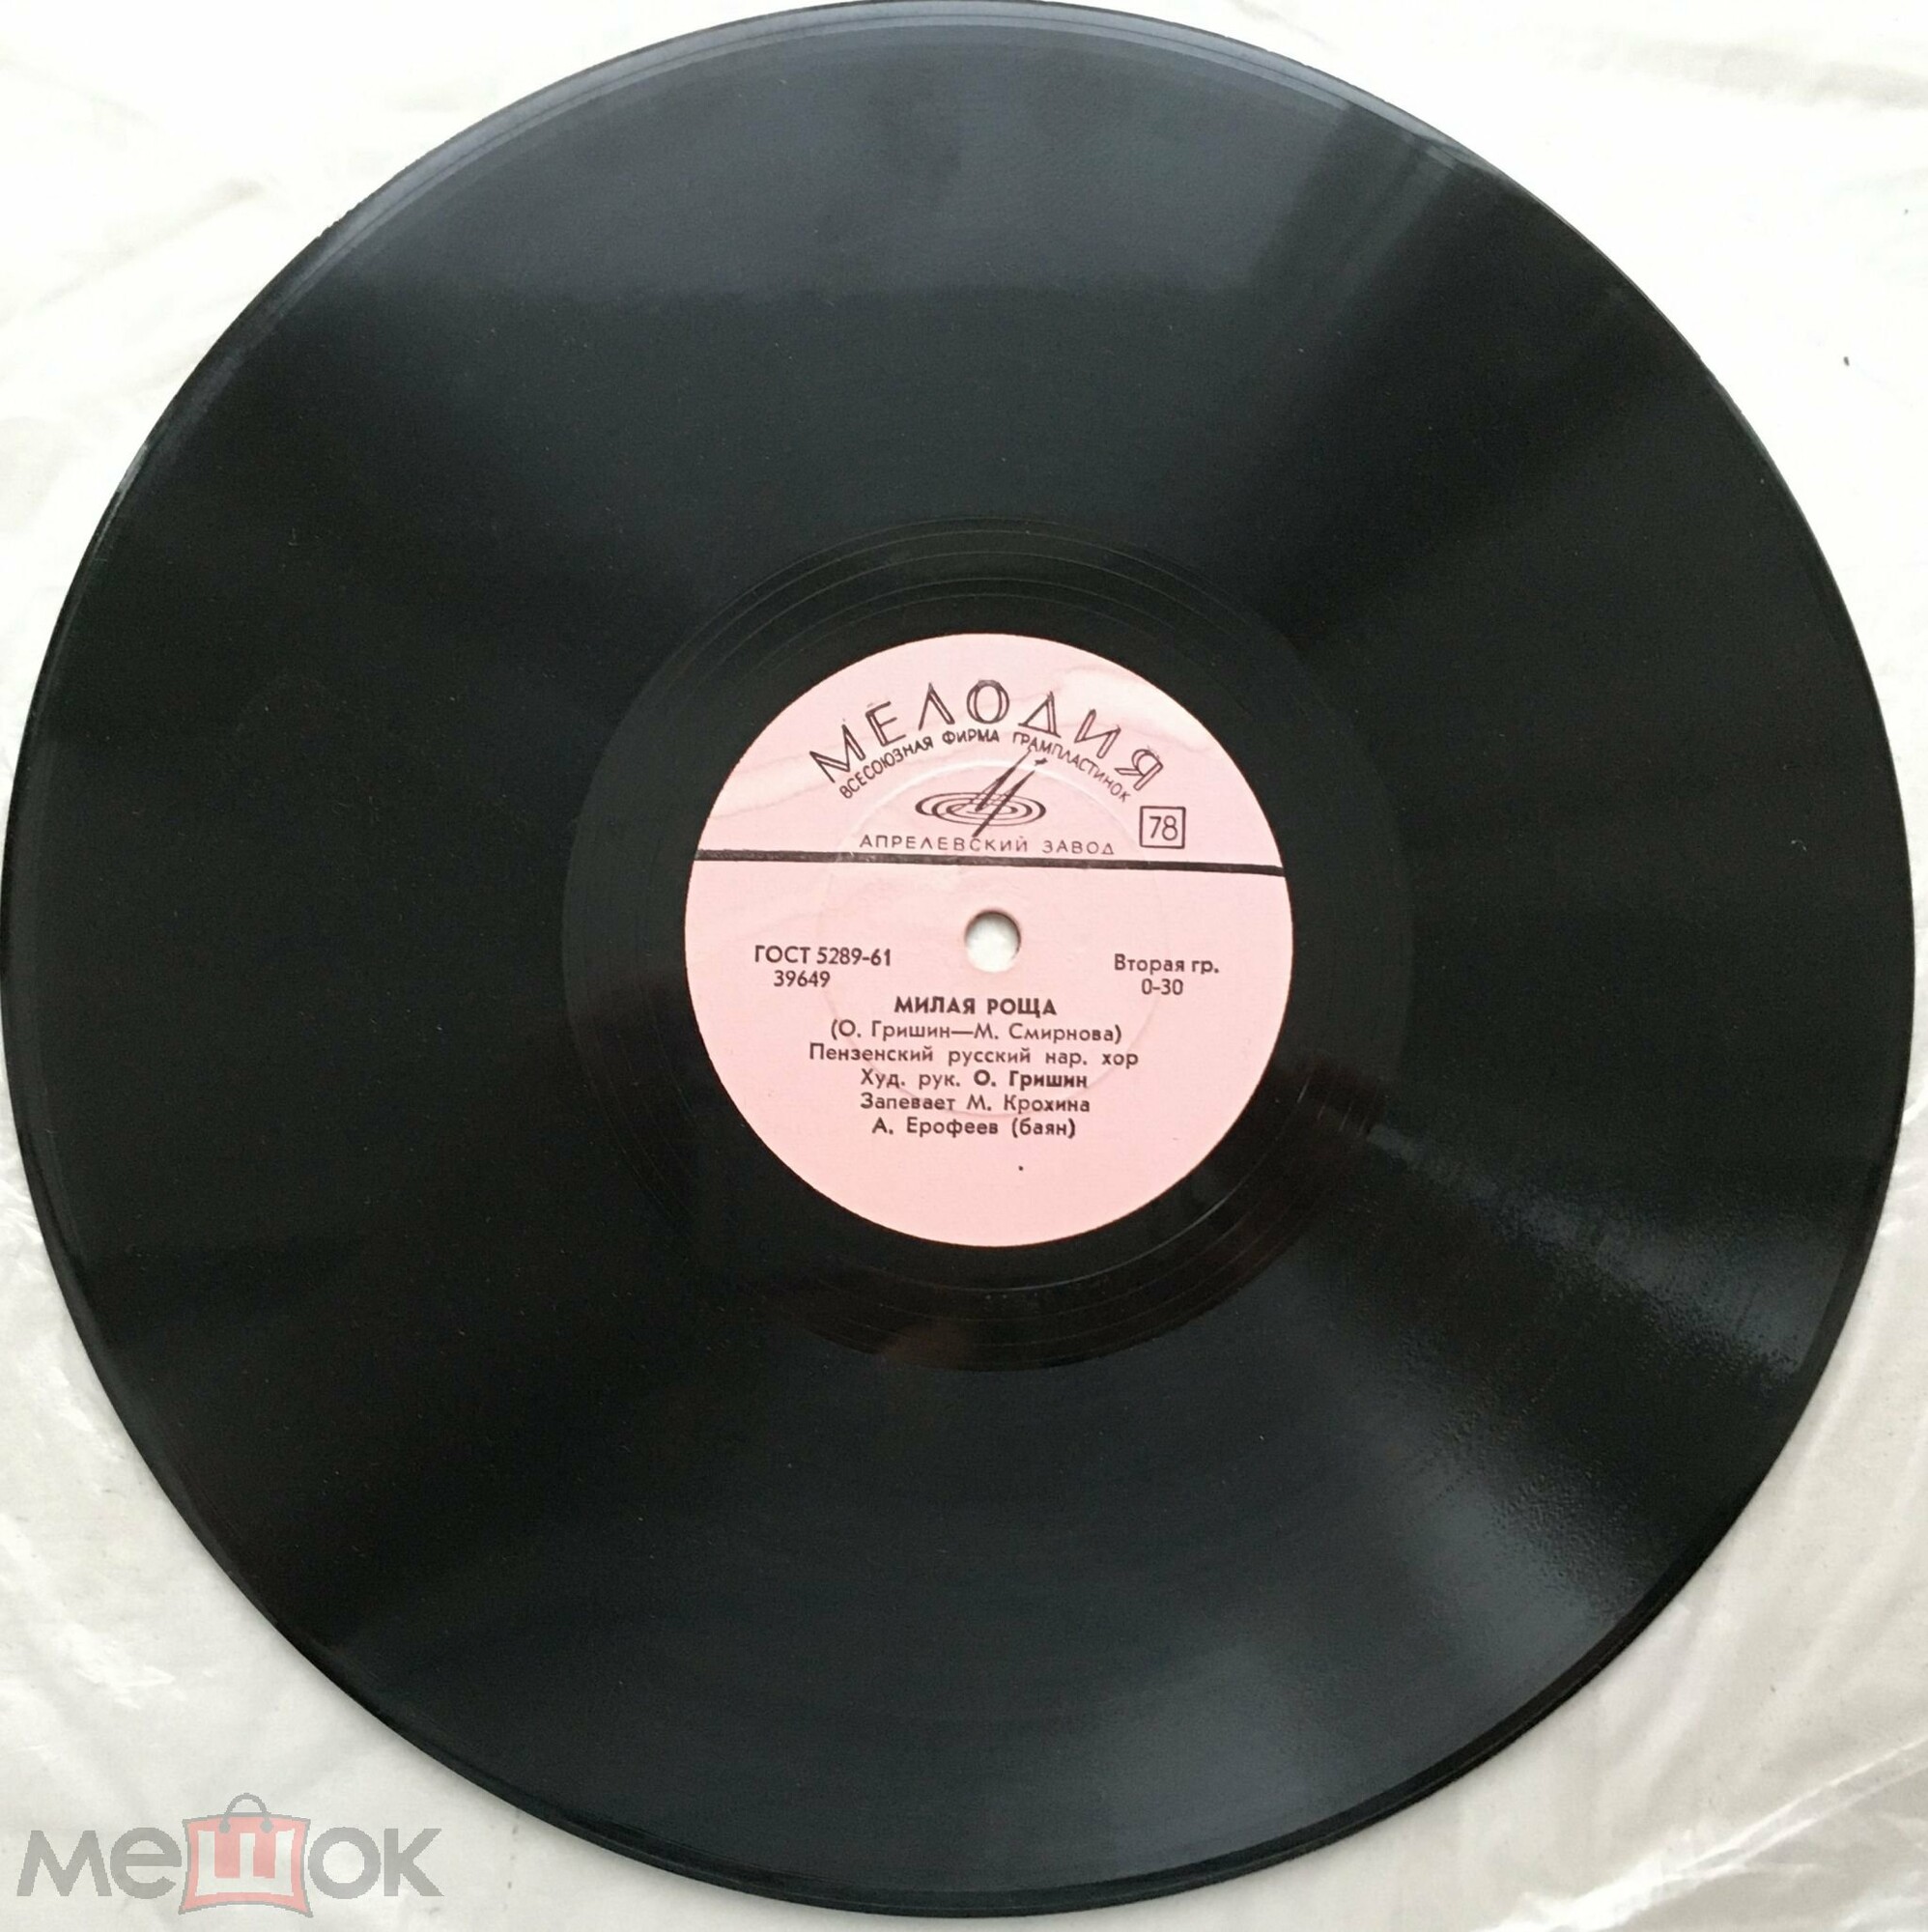 МЕЛОДИЯ
ВСЕСОЮЗНАЯ ФИРМА ГРАМПЛАСТИНОК
78
АПРЕЛЕВСКИЙ ЗАВОД
ГОСТ 5289-61
39649
Вторая гр.
0-30
МИЛАЯ РОЩА
(О. Гришин—М. Смирнова)
Пензенский русский нар. хор
Худ. рук. О. Гришин
Запевает М. Крохина
А. Ерофеев (баян)
мешок